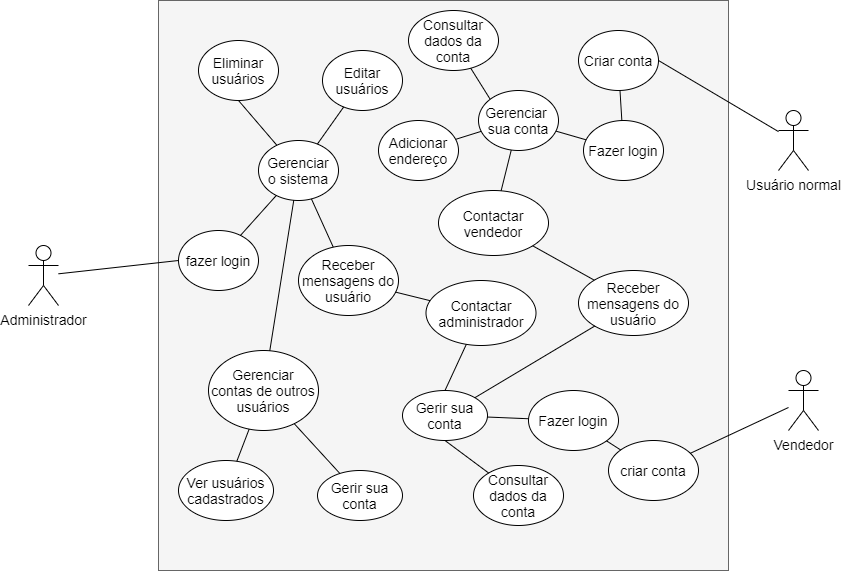 Consultar
dados da
conta
Eliminar
usuários
Editar
usuários
Criar conta
Gerenciar
sua conta
Adicionar
endereço
Fazer login
Gerenciar
o sistema
Usuário normal
Contactar
vendedor
fazer login
Receber
mensagens do
usuário
Administrador
Contactar
administrador
Receber
mensagens do
usuário
Gerenciar
contas de outros
usuários
Gerir sua
conta
Fazer login
Vendedor
criar conta
Ver usuários
cadastrados
Gerir sua
conta
Consultar
dados da
conta